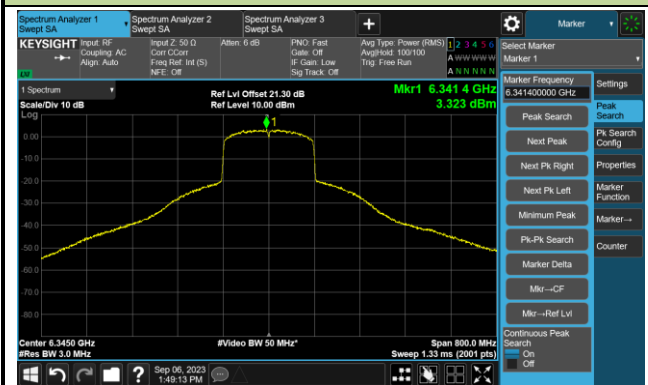 Spectrum Analyzer 1
Swept SA
Spectrum Analyzer 2
Swept SA
Spectrum Analyzer 3
Swept SA
+
Marker
KEYSIGHT
Input: RF
Coupling: AC
Align: Auto
Input Z: 50 Ω
Corr CCorr
Freq Ref: Int (S)
NFE: Off
Atten: 6 dB
PNO: Fast
Gate: Off
IF Gain: Low
Sig Track: Off
Avg Type: Power (RMS)
Avg|Hold: 100/100
Trig: Free Run
1 2 3 4 5 6
A W W W W W
A N N N N N
Select Marker
Marker 1
Marker Frequency
6.341400000 GHz
Settings
Peak Search
Next Peak
Next Pk Right
Next Pk Left
Minimum Peak
Pk-Pk Search
Marker Delta
Mkr→CF
Mkr→Ref Lvl
Continuous Peak
Search
On
Off
Peak
Search
Pk Search
Config
Properties
Marker
Function
Marker→
Counter
1 Spectrum
Scale/Div 10 dB
Log
Ref Lvl Offset 21.30 dB
Ref Level 10.00 dBm
Mkr1 6.341 4 GHz
3.323 dBm
1
0.00
-10.0
-20.0
-30.0
-40.0
-50.0
-60.0
-70.0
-80.0
Center 6.3450 GHz
#Res BW 3.0 MHz
#Video BW 50 MHz*
Span 800.0 MHz
Sweep 1.33 ms (2001 pts)
?
Sep 06, 2023
1:49:13 PM